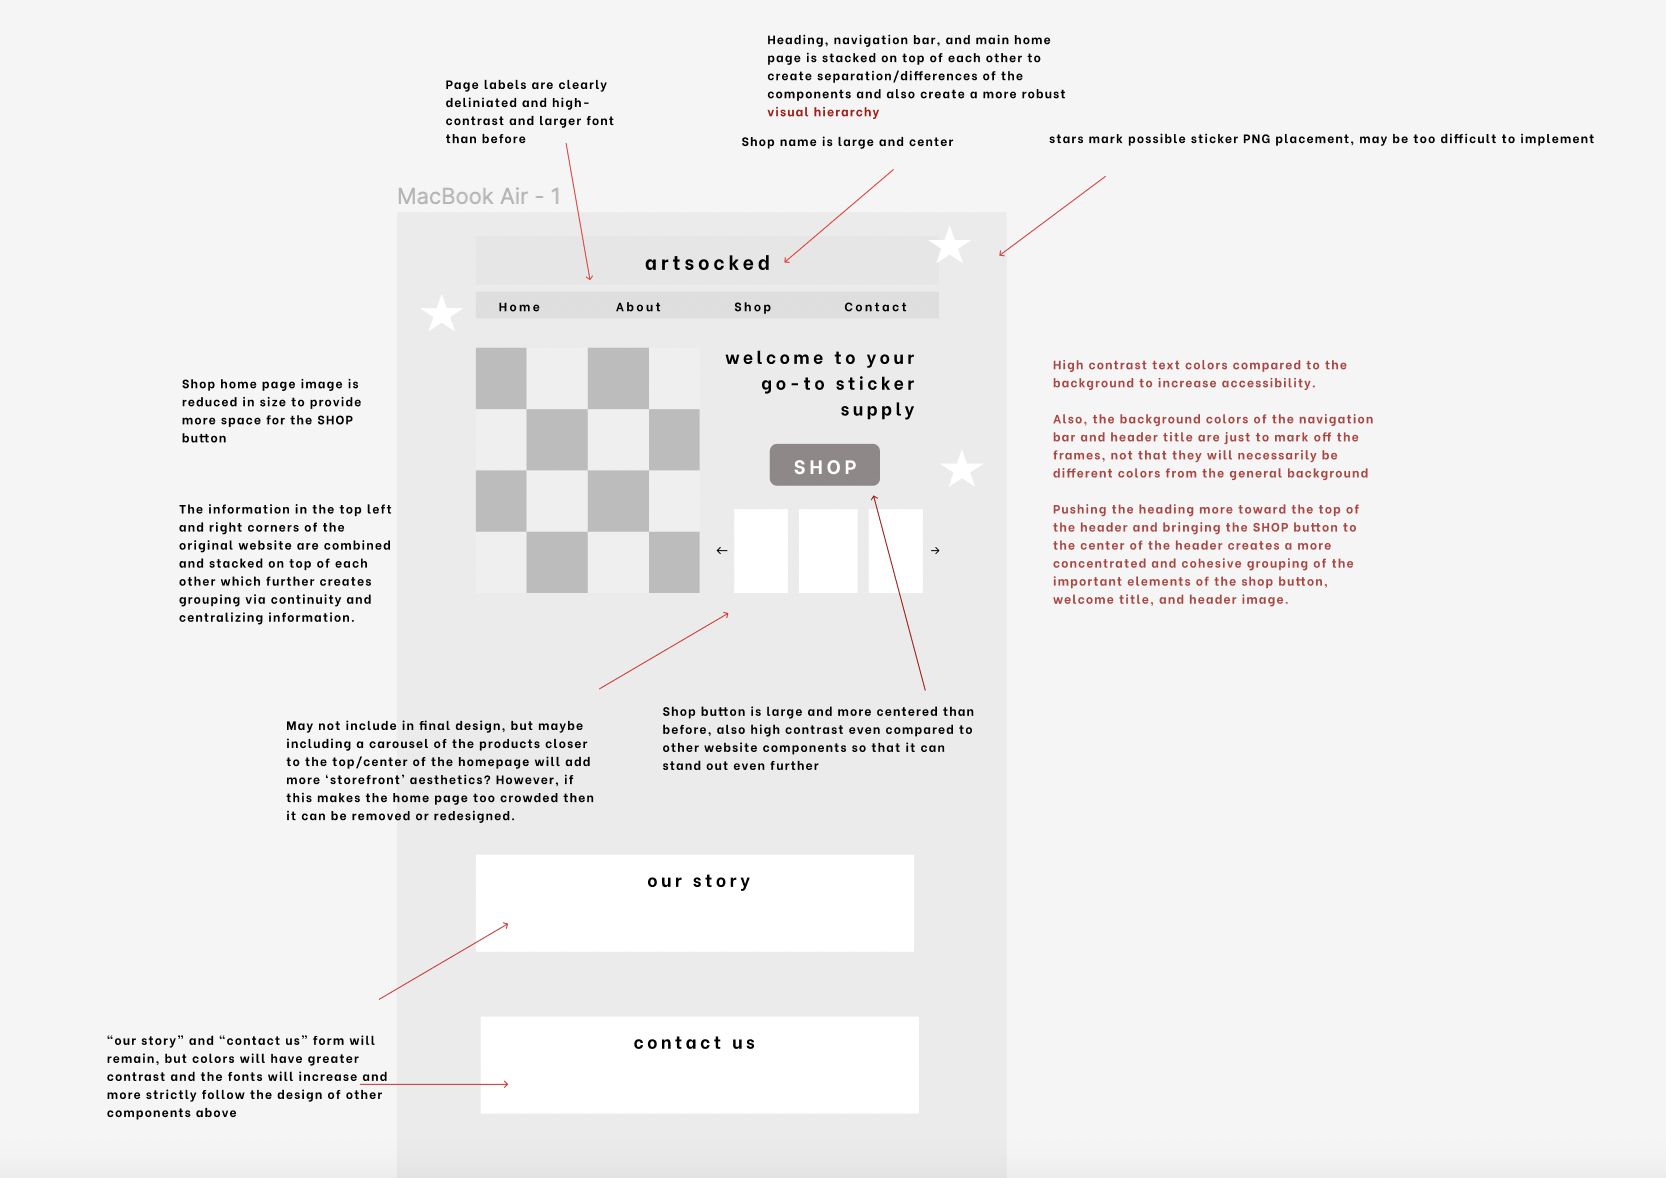 Heading, navigation bar, and main home
page is stacked on top of each other to
create separation/differences of the
components and also create a more robust
visual hierarchy
Page labels are clearly
deliniated and high-
contrast and larger font
than before
Shop name is large and center
stars mark possible sticker PNG placement, may be too difficult to implement
MacBook Air - 1
artsocked
Home About Shop Contact
welcome to your
go-to sticker
supply
SHOP
← →
Shop home page image is
reduced in size to provide
more space for the SHOP
button
The information in the top left
and right corners of the
original website are combined
and stacked on top of each
other which further creates
grouping via continuity and
centralizing information.
High contrast text colors compared to the
background to increase accessibility.
Also, the background colors of the navigation
bar and header title are just to mark off the
frames, not that they will necessarily be
different colors from the general background
Pushing the heading more toward the top of
the header and bringing the SHOP button to
the center of the header creates a more
concentrated and cohesive grouping of the
important elements of the shop button,
welcome title, and header image.
May not include in final design, but maybe
including a carousel of the products closer
to the top/center of the homepage will add
more ‘storefront’ aesthetics? However, if
this makes the home page too crowded then
it can be removed or redesigned.
Shop button is large and more centered than
before, also high contrast even compared to
other website components so that it can
stand out even further
our story
contact us
“our story” and “contact us” form will
remain, but colors will have greater
contrast and the fonts will increase and
more strictly follow the design of other
components above